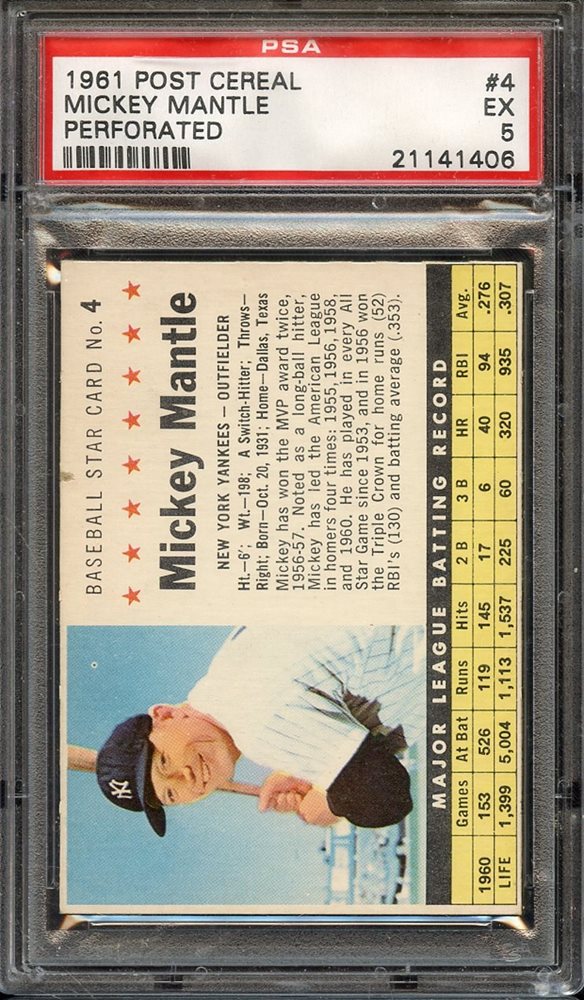 PSA
1961 POST CEREAL #4
MICKEY MANTLE EX
PERFORATED 5
21141406
BASEBALL STAR CARD No. 4
Mickey Mantle
NEW YORK YANKEES — OUTFIELDER
Ht.—6'; Wt.—198; A Switch-Hitter; Throws—
Right; Born—Oct. 20, 1931; Home—Dallas, Texas
Mickey has won the MVP award twice,
1956-57. Noted as a long-ball hitter,
Mickey has led the American League
in homers four times: 1955, 1956, 1958,
and 1960. He has played in every All
Star Game since 1953, and in 1956 won
the Triple Crown for home runs (52)
RBI's (130) and batting average (.353).
NY
MAJOR LEAGUE BATTING RECORD
Games At Bat Runs Hits 2 B 3 B HR RBI Avg.
1960 153 526 119 145 17 6 40 94 .276
LIFE 1,399 5,004 1,113 1,537 225 60 320 935 .307